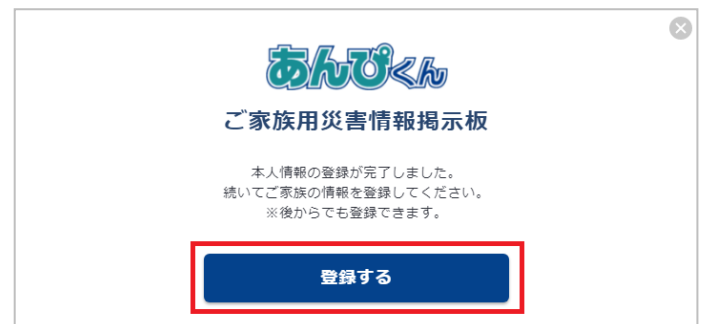 あんぴくん
ご家族用災害情報掲示板
本人情報の登録が完了しました。
続いてご家族の情報を登録してください。
※後からでも登録できます。
登録する